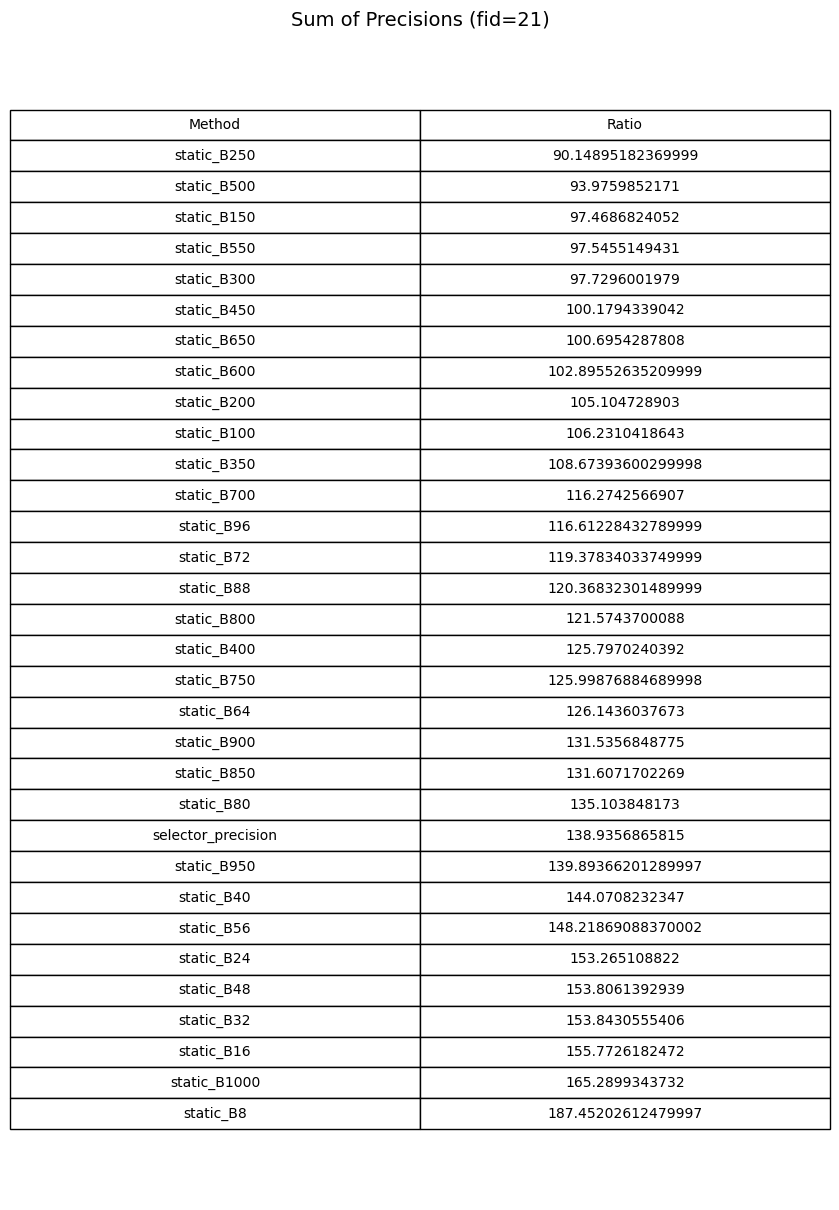 Sum of Precisions (fid=21)
Method Ratio
static_B250 90.14895182369999
static_B500 93.9759852171
static_B150 97.4686824052
static_B550 97.5455149431
static_B300 97.7296001979
static_B450 100.1794339042
static_B650 100.6954287808
static_B600 102.89552635209999
static_B200 105.104728903
static_B100 106.2310418643
static_B350 108.67393600299998
static_B700 116.2742566907
static_B96 116.61228432789999
static_B72 119.37834033749999
static_B88 120.36832301489999
static_B800 121.5743700088
static_B400 125.7970240392
static_B750 125.99876884689998
static_B64 126.1436037673
static_B900 131.5356848775
static_B850 131.6071702269
static_B80 135.103848173
selector_precision 138.9356865815
static_B950 139.89366201289997
static_B40 144.0708232347
static_B56 148.21869088370002
static_B24 153.265108822
static_B48 153.8061392939
static_B32 153.8430555406
static_B16 155.7726182472
static_B1000 165.2899343732
static_B8 187.45202612479997